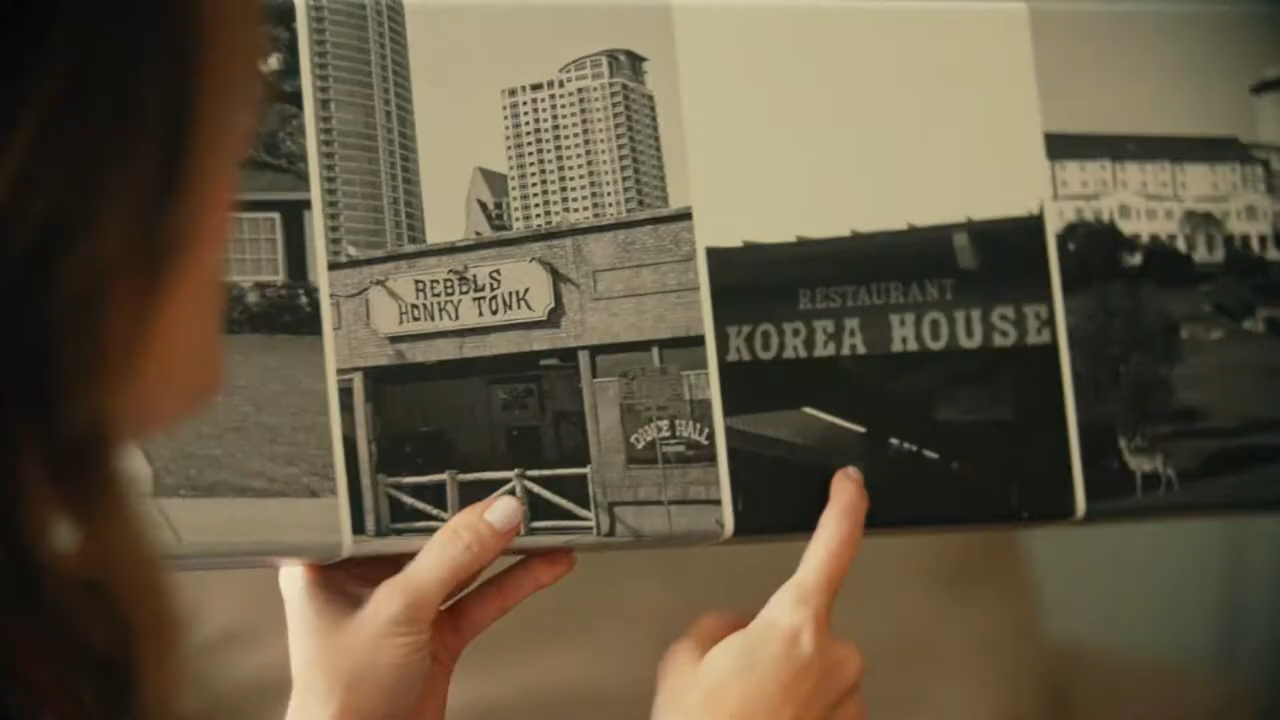 REBELS
HONKY TONK
DANCE HALL
RESTAURANT
KOREA HOUSE